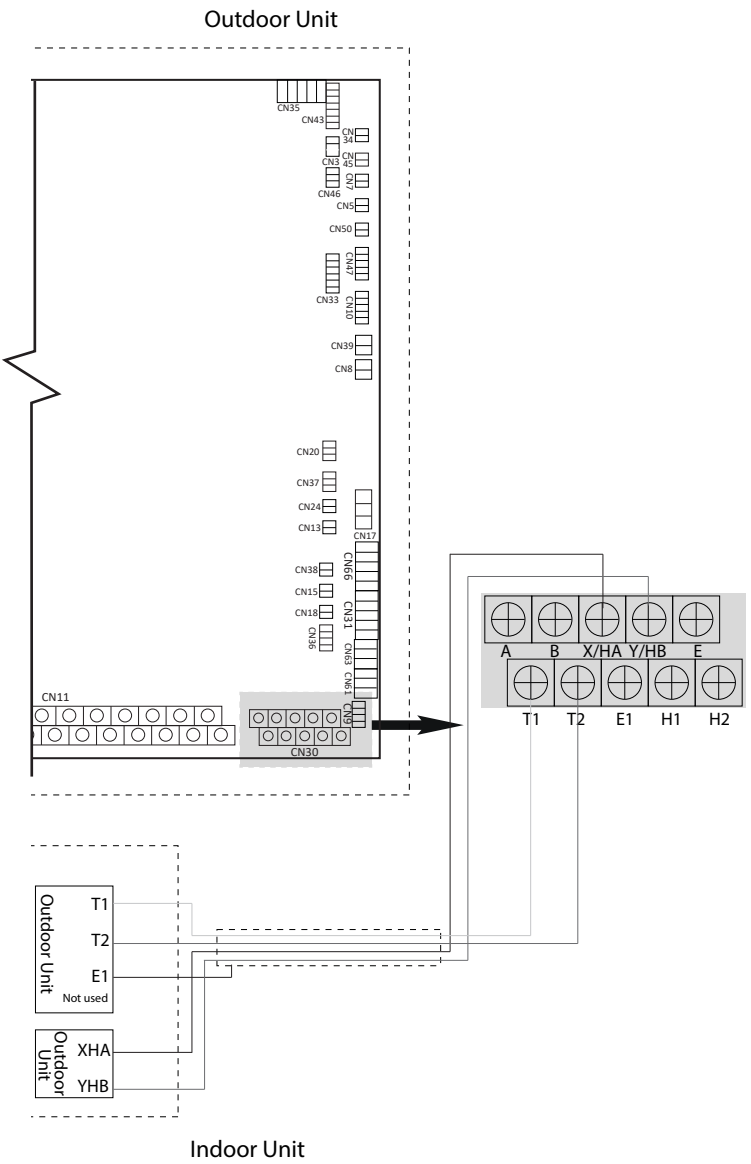 Outdoor Unit
CN35
CN43
CN
34
CN3
CN
45
CN46
CN7
CN5
CN50
CN47
CN33
CN10
CN39
CN8
CN20
CN37
CN24
CN13
CN17
CN38
CN66
CN15
CN18
CN31
CN36
CN63
CN61
CN11
CN9
CN30
A B X/HA Y/HB E
T1 T2 E1 H1 H2
Outdoor Unit
T1
T2
E1
Not used
Outdoor
Unit
XHA
YHB
Indoor Unit